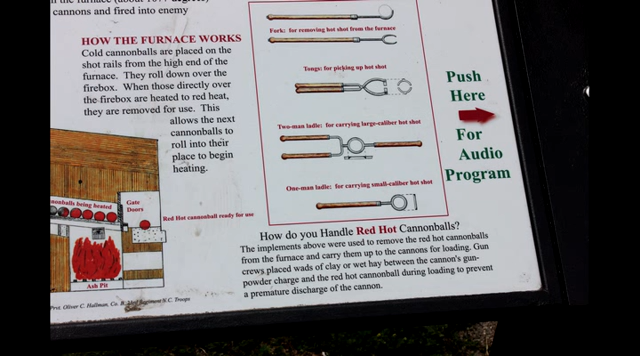 cannons and fired into enemy
HOW THE FURNACE WORKS
Cold cannonballs are placed on the
shot rails from the high end of the
furnace. They roll down over the
firebox. When those directly over
the firebox are heated to red heat,
they are removed for use. This
allows the next
cannonballs to
roll into their
place to begin
heating.
cannonballs being heated
Gate
Doors
Red Hot cannonball ready for use
Ash Pit
Pvt. Oliver C. Hallman, Co. B, Regiment N.C. Troops
Fork: for removing hot shot from the furnace
Tongs: for picking up hot shot
Two-man ladle: for carrying large-caliber hot shot
One-man ladle: for carrying small-caliber hot shot
How do you Handle Red Hot Cannonballs?
The implements above were used to remove the red hot cannonballs
from the furnace and carry them up to the cannons for loading. Gun
crews placed wads of clay or wet hay between the cannon's gun-
powder charge and the red hot cannonball during loading to prevent
a premature discharge of the cannon.
Push
Here
For
Audio
Program